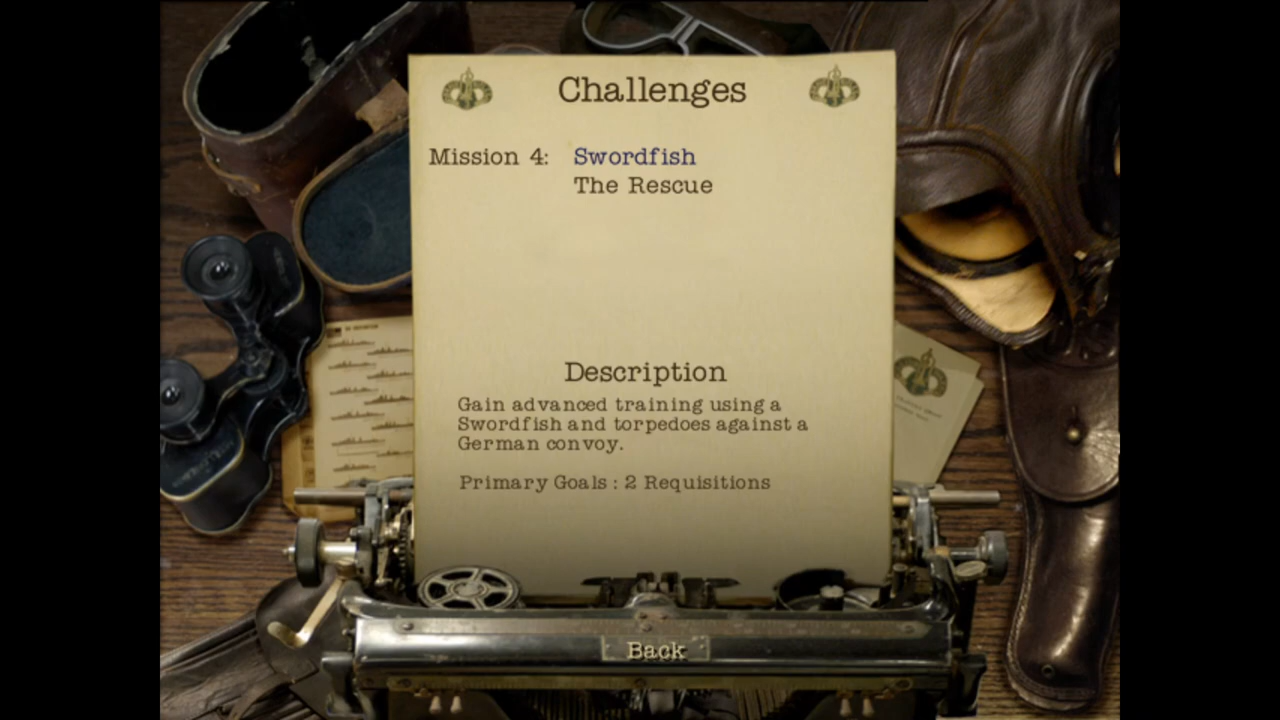 Challenges
Mission 4: Swordfish
The Rescue
Description
Gain advanced training using a
Swordfish and torpedoes against a
German convoy.
Primary Goals : 2 Requisitions
Back